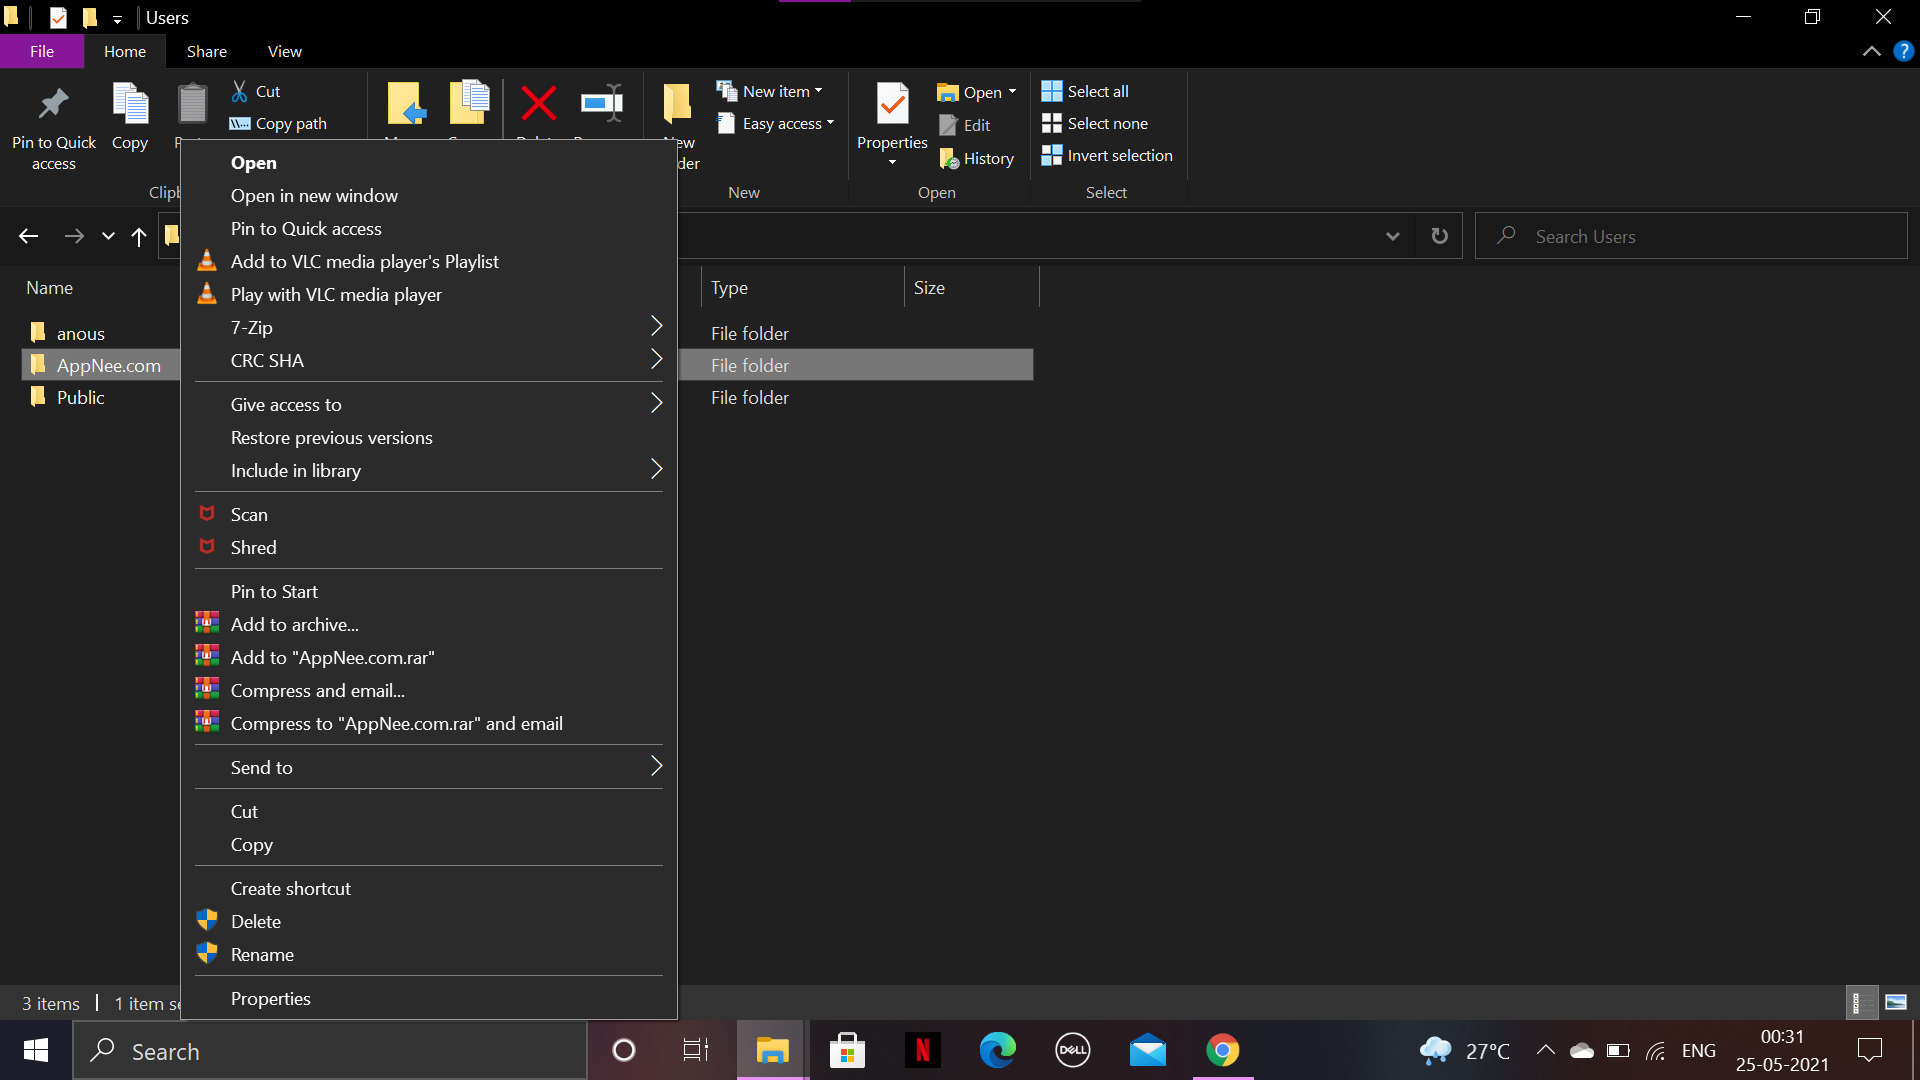 Users
File
Home
Share
View
Pin to Quick
access
Copy
Cut
Copy path
New item
Easy access
Properties
Open
Edit
History
Select all
Select none
Invert selection
New
Open
Select
Search Users
Name
Type
Size
anous
File folder
AppNee.com
File folder
Public
File folder
Open
Open in new window
Pin to Quick access
Add to VLC media player's Playlist
Play with VLC media player
7-Zip
CRC SHA
Give access to
Restore previous versions
Include in library
Scan
Shred
Pin to Start
Add to archive...
Add to "AppNee.com.rar"
Compress and email...
Compress to "AppNee.com.rar" and email
Send to
Cut
Copy
Create shortcut
Delete
Rename
Properties
3 items
1 item
Search
N
DELL
27°C
ENG
00:31
25-05-2021